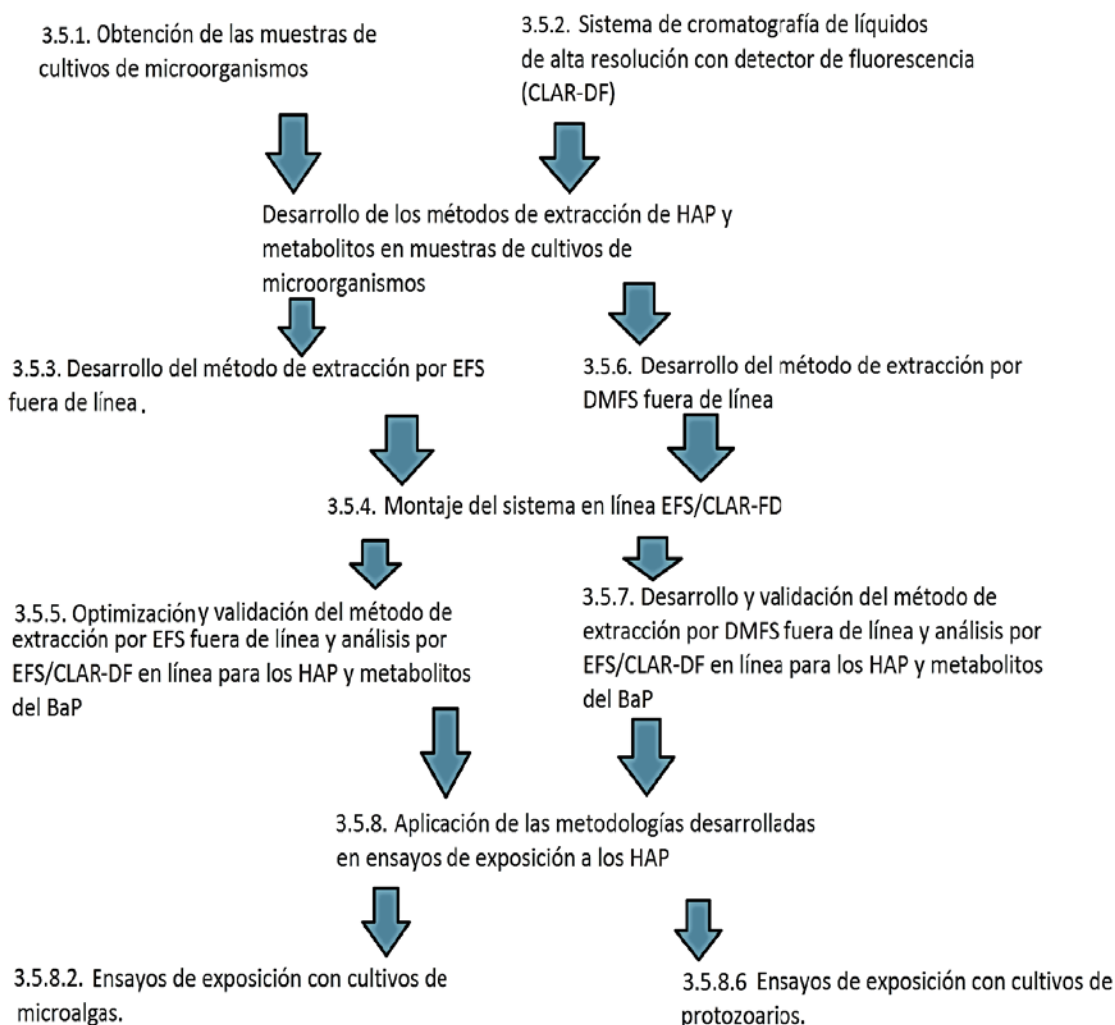 3.5.1. Obtención de las muestras de
cultivos de microorganismos
3.5.2. Sistema de cromatografía de líquidos
de alta resolución con detector de fluorescencia
(CLAR-DF)
Desarrollo de los métodos de extracción de HAP y
metabolitos en muestras de cultivos de
microorganismos
3.5.3. Desarrollo del método de extracción por EFS
fuera de línea.
3.5.6. Desarrollo del método de extracción por
DMFS fuera de línea
3.5.4. Montaje del sistema en línea EFS/CLAR-FD
3.5.5. Optimización y validación del método de
extracción por EFS fuera de línea y análisis por
EFS/CLAR-DF en línea para los HAP y metabolitos
del BaP
3.5.7. Desarrollo y validación del método de
extracción por DMFS fuera de línea y análisis por
EFS/CLAR-DF en línea para los HAP y metabolitos
del BaP
3.5.8. Aplicación de las metodologías desarrolladas
en ensayos de exposición a los HAP
3.5.8.2. Ensayos de exposición con cultivos de
microalgas.
3.5.8.6 Ensayos de exposición con cultivos de
protozoarios.